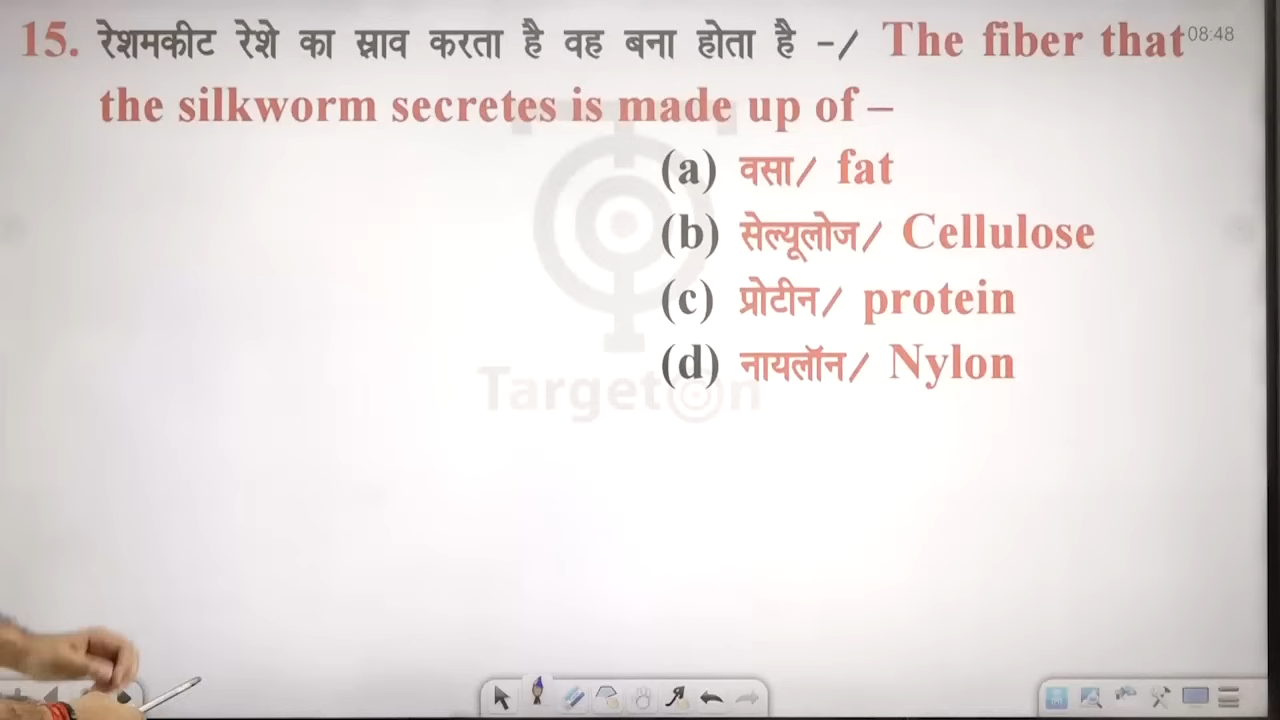 15. रेशमकीट रेशे का स्राव करता है वह बना होता है -/ The fiber that
08:48
the silkworm secretes is made up of –
(a) वसा/ fat
(b) सेल्यूलोज/ Cellulose
(c) प्रोटीन/ protein
(d) नायलॉन/ Nylon
TargetOn